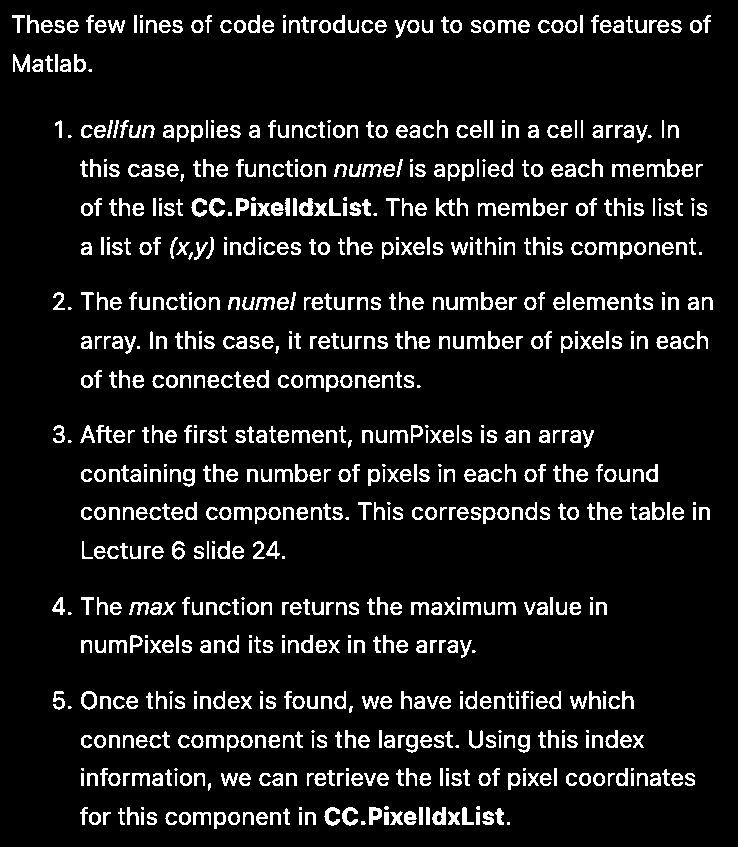 These few lines of code introduce you to some cool features of
Matlab.
1. cellfun applies a function to each cell in a cell array. In
this case, the function numel is applied to each member
of the list CC.PixelIdxList. The kth member of this list is
a list of (x,y) indices to the pixels within this component.
2. The function numel returns the number of elements in an
array. In this case, it returns the number of pixels in each
of the connected components.
3. After the first statement, numPixels is an array
containing the number of pixels in each of the found
connected components. This corresponds to the table in
Lecture 6 slide 24.
4. The max function returns the maximum value in
numPixels and its index in the array.
5. Once this index is found, we have identified which
connect component is the largest. Using this index
information, we can retrieve the list of pixel coordinates
for this component in CC.PixelIdxList.